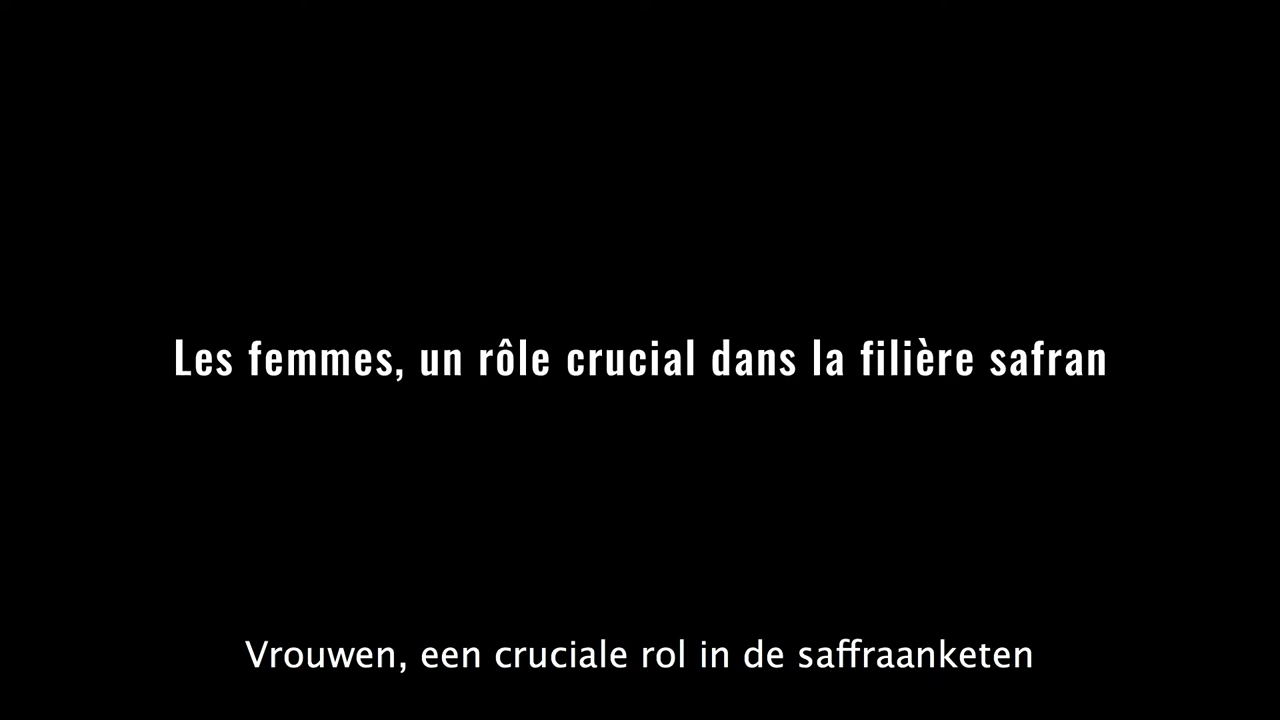 Les femmes, un rôle crucial dans la filière safran
Vrouwen, een cruciale rol in de saffraanketen